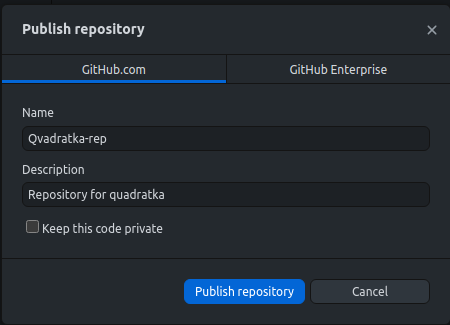 Publish repository
GitHub.com
GitHub Enterprise
Name
Qvadratka-rep
Description
Repository for quadratka
Keep this code private
Publish repository
Cancel